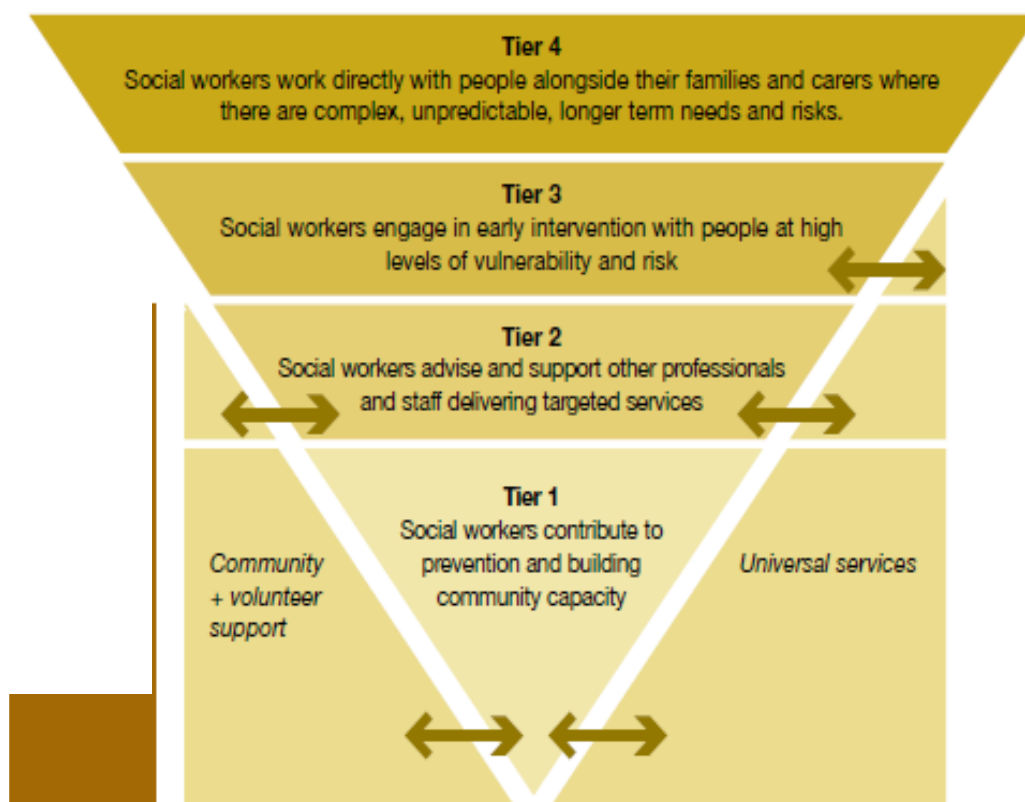 Tier 4
Social workers work directly with people alongside their families and carers where
there are complex, unpredictable, longer term needs and risks.
Tier 3
Social workers engage in early intervention with people at high
levels of vulnerability and risk
Tier 2
Social workers advise and support other professionals
and staff delivering targeted services
Tier 1
Social workers contribute to
prevention and building
community capacity
Community
+ volunteer
support
Universal services